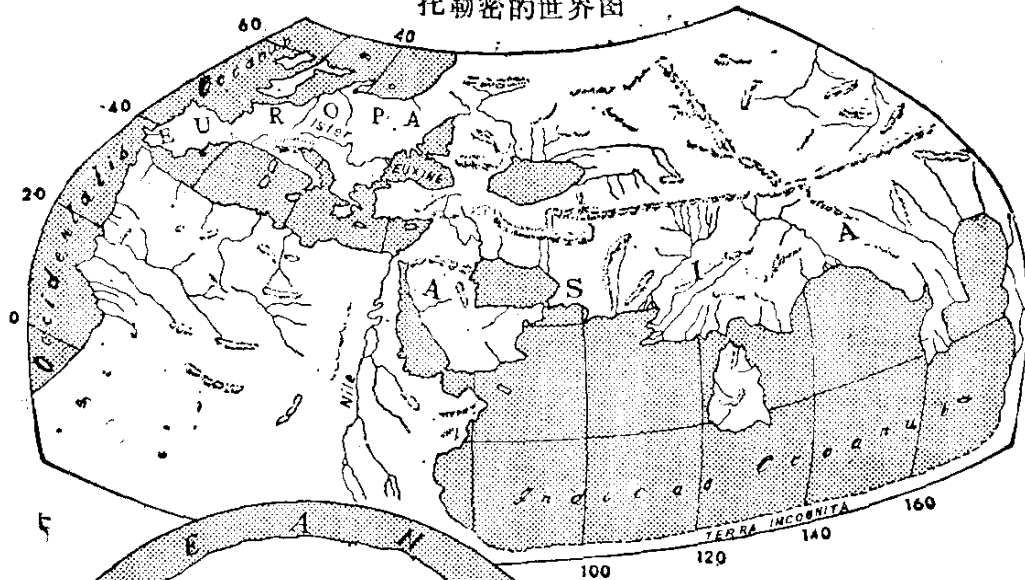 托勒密的世界图
60
40
Oceanus
40
EUROPA
Ister
EUXINE
Occidentalis
20
0
ASIA
Nile
Indicus Oceanus
TERRA INCOGNITA
160
140
120
100
E A N